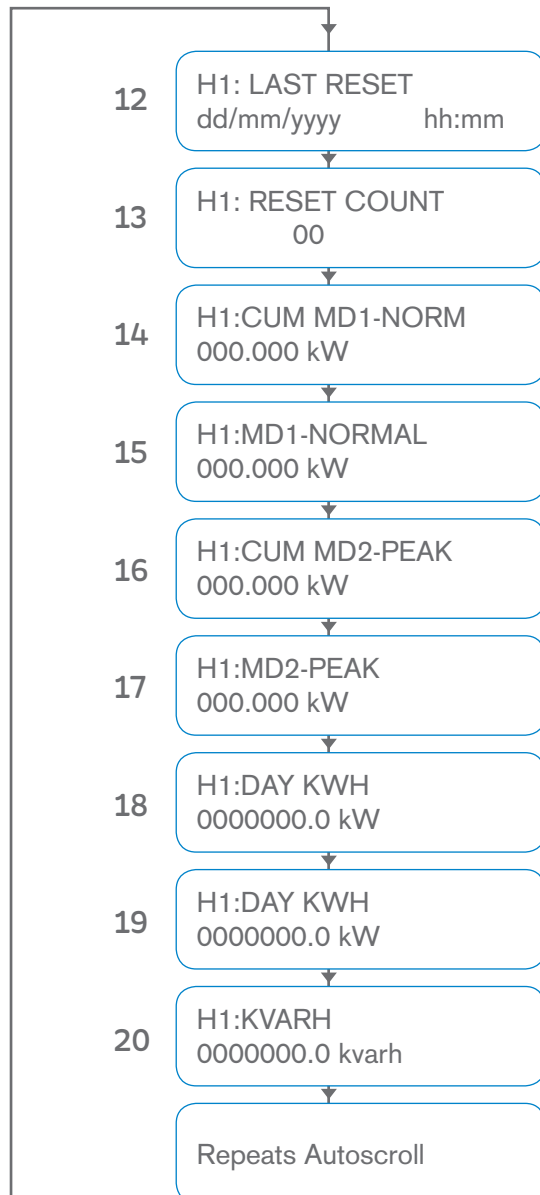 12
H1: LAST RESET
dd/mm/yyyy hh:mm
13
H1: RESET COUNT
00
14
H1:CUM MD1-NORM
000.000 kW
15
H1:MD1-NORMAL
000.000 kW
16
H1:CUM MD2-PEAK
000.000 kW
17
H1:MD2-PEAK
000.000 kW
18
H1:DAY KWH
0000000.0 kW
19
H1:DAY KWH
0000000.0 kW
20
H1:KVARH
0000000.0 kvarh
Repeats Autoscroll